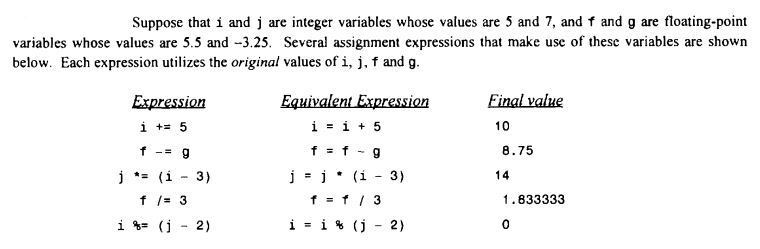 Suppose that i and j are integer variables whose values are 5 and 7, and f and g are floating-point
variables whose values are 5.5 and -3.25. Several assignment expressions that make use of these variables are shown
below. Each expression utilizes the original values of i, j, f and g.
Expression Equivalent Expression Final value
i += 5 i = i + 5 10
f -= g f = f - g 8.75
j *= (i - 3) j = j * (i - 3) 14
f /= 3 f = f / 3 1.833333
i %= (j - 2) i = i % (j - 2) 0